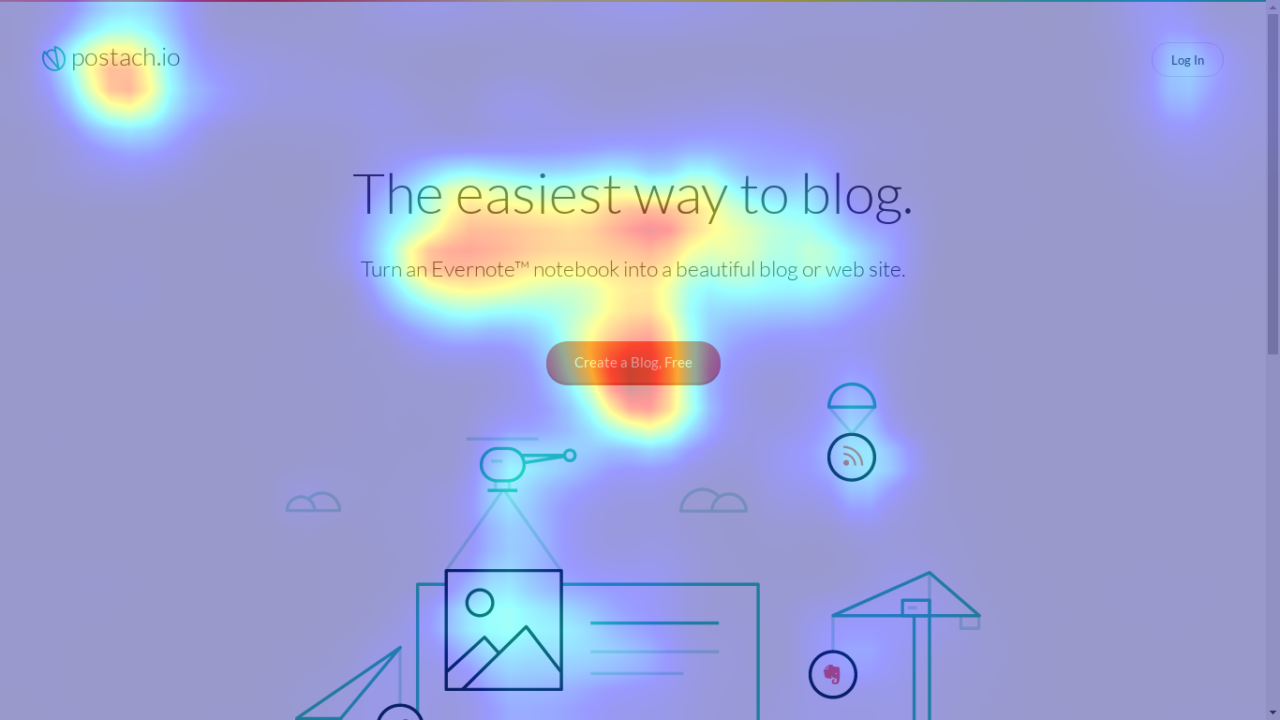 postach.io
Log In
The easiest way to blog.
Turn an Evernote™ notebook into a beautiful blog or web site.
Create a Blog, Free